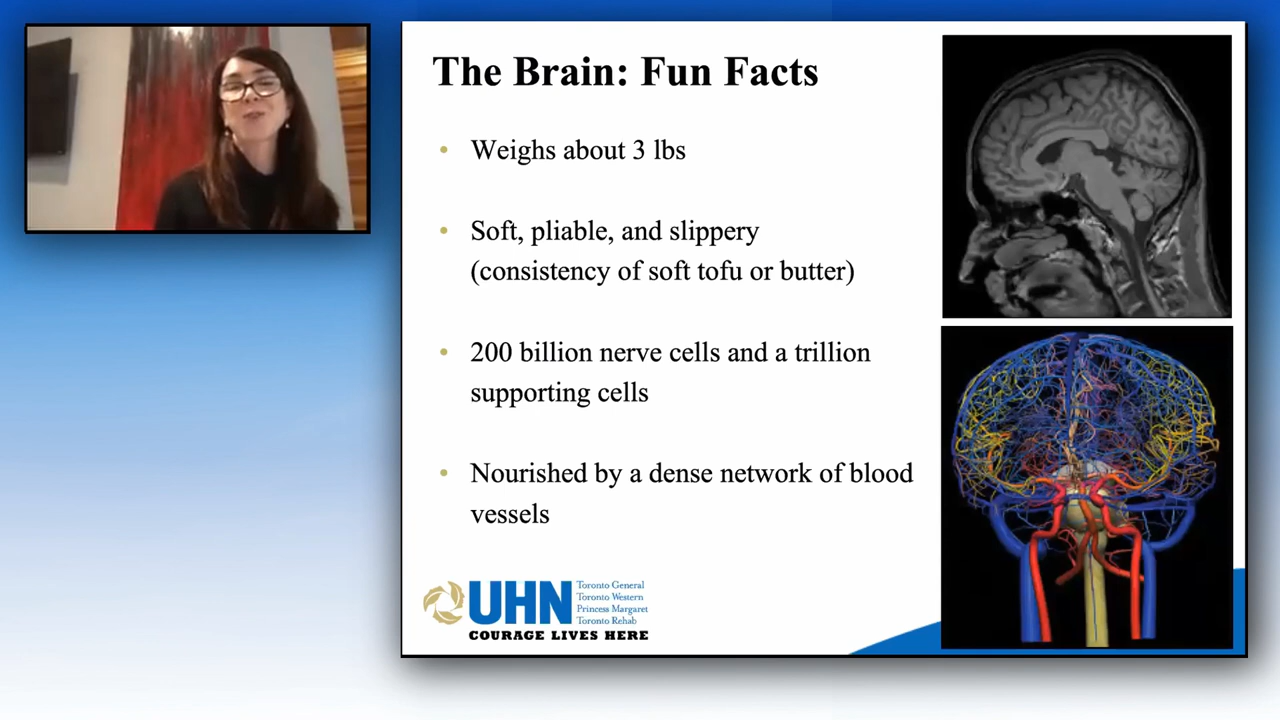 The Brain: Fun Facts
• Weighs about 3 lbs
• Soft, pliable, and slippery
(consistency of soft tofu or butter)
• 200 billion nerve cells and a trillion
supporting cells
• Nourished by a dense network of blood
vessels
UHN
Toronto General
Toronto Western
Princess Margaret
Toronto Rehab
COURAGE LIVES HERE